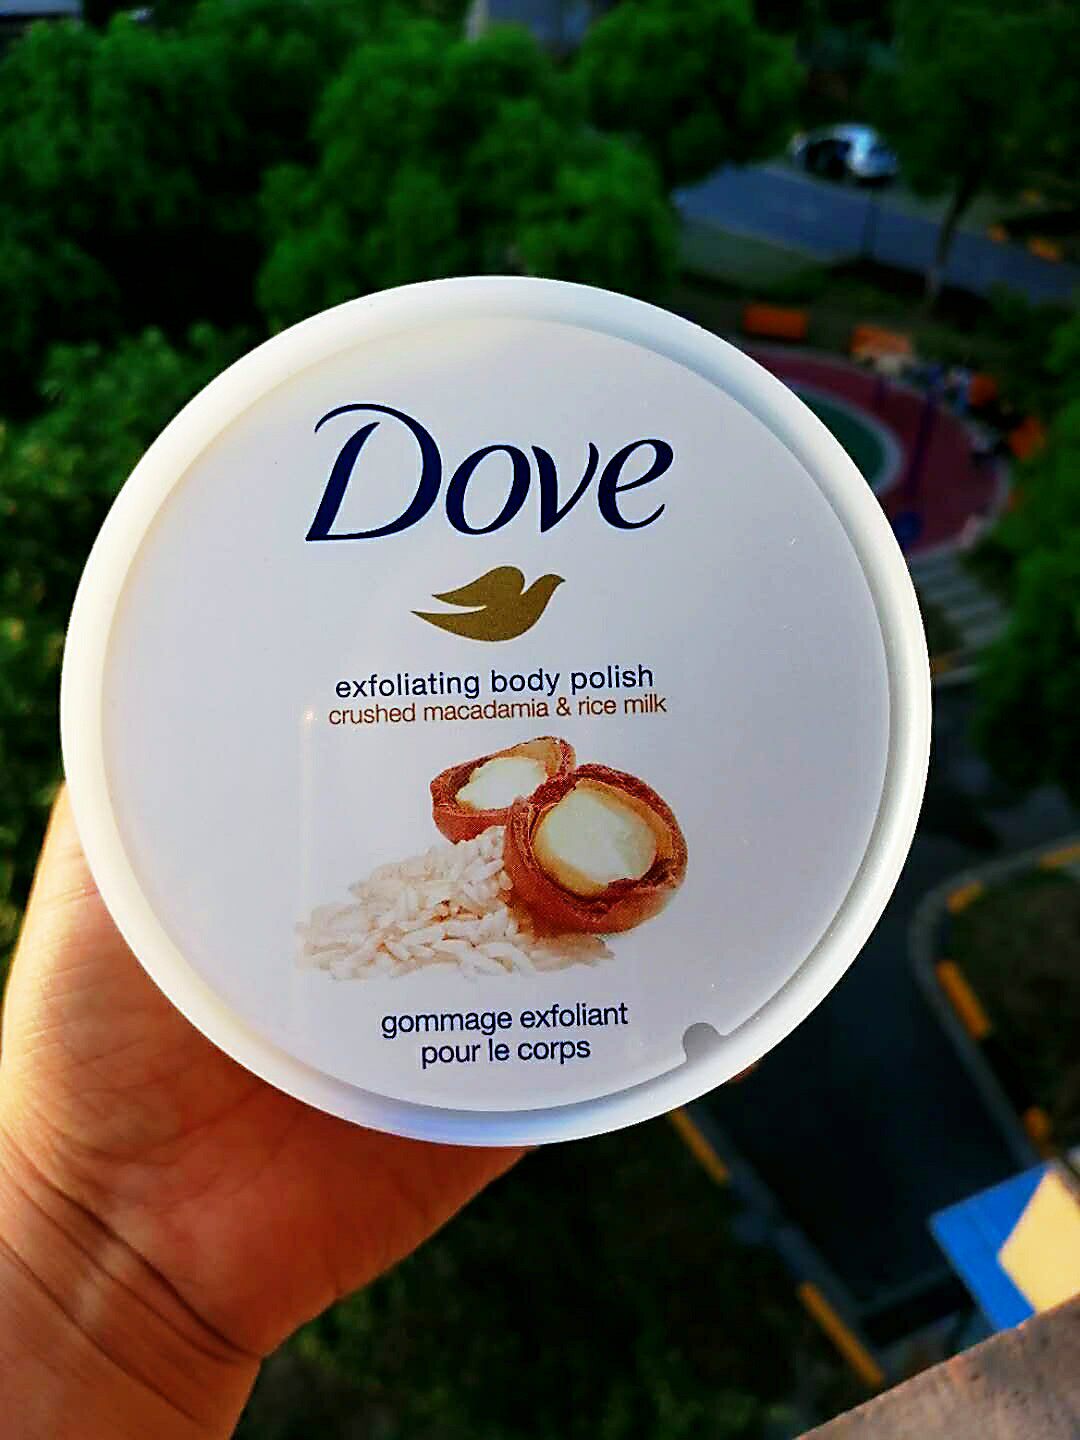 Dove
exfoliating body polish
crushed macadamia & rice milk
gommage exfoliant
pour le corps